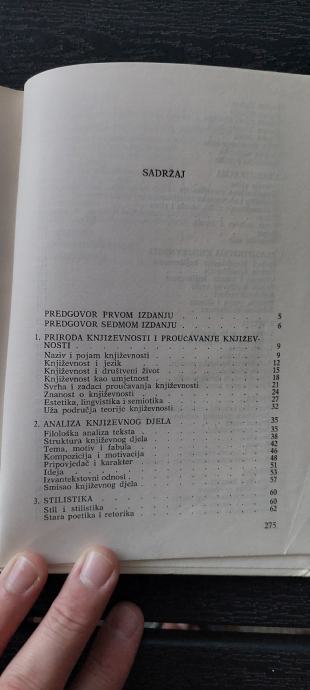 SADRŽAJ
PREDGOVOR PRVOM IZDANJU . . 5
PREDGOVOR SEDMOM IZDANJU . . 6
1. PRIRODA KNJIŽEVNOSTI I PROUČAVANJE KNJIŽEV-
NOSTI . . . . . 9
Naziv i pojam književnosti . . . 9
Književnost i jezik . . . 12
Književnost i društveni život . . . 15
Književnost kao umjetnost . . . 18
Svrha i zadaci proučavanja književnosti . . 21
Znanost o književnosti . . . 24
Estetika, lingvistika i semiotika . . . 27
Uža područja teorije književnosti . . . 32
2. ANALIZA KNJIŽEVNOG DJELA . . . 35
Filološka analiza teksta . . . 35
Struktura književnog djela . . . 38
Tema, motiv i fabula . . . 42
Kompozicija i motivacija . . . 46
Pripovjedač i karakter . . . 48
Ideja . . . 51
Izvantekstovni odnosi . . . 53
Smisao književnog djela . . . 57
3. STILISTIKA . . . 60
Stil i stilistika . . . 60
Stara poetika i retorika . . . 62
275